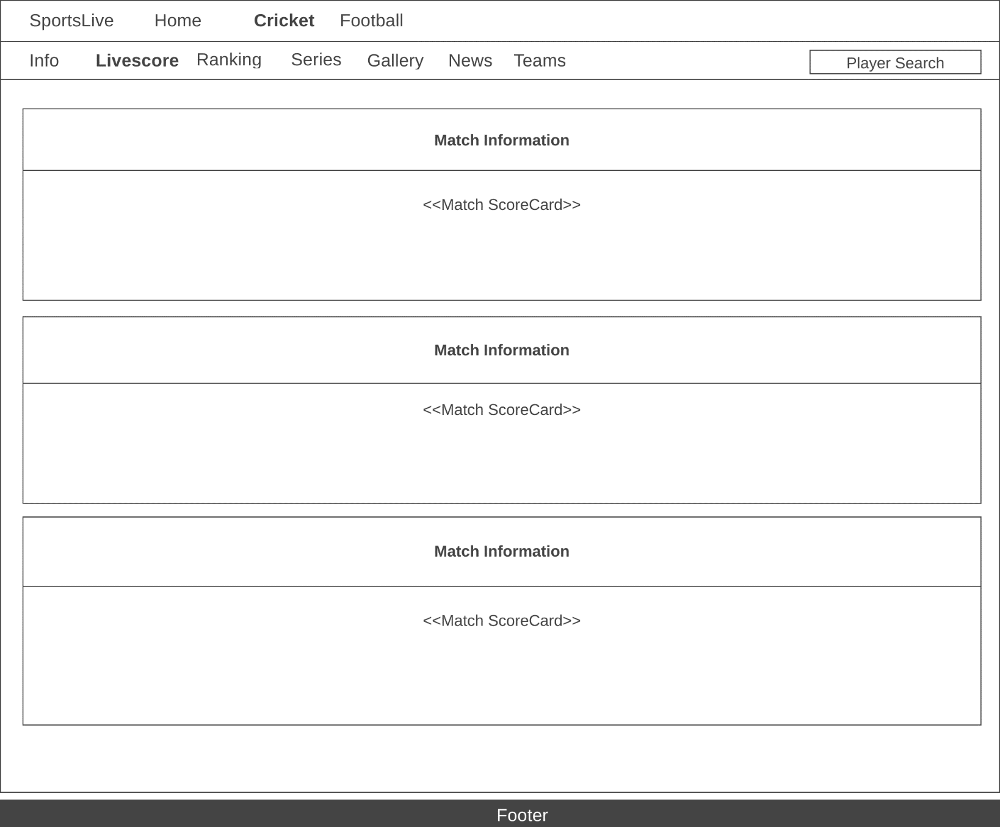 SportsLive Home Cricket Football
Info Livescore Ranking Series Gallery News Teams Player Search
Match Information
<<Match ScoreCard>>
Match Information
<<Match ScoreCard>>
Match Information
<<Match ScoreCard>>
Footer